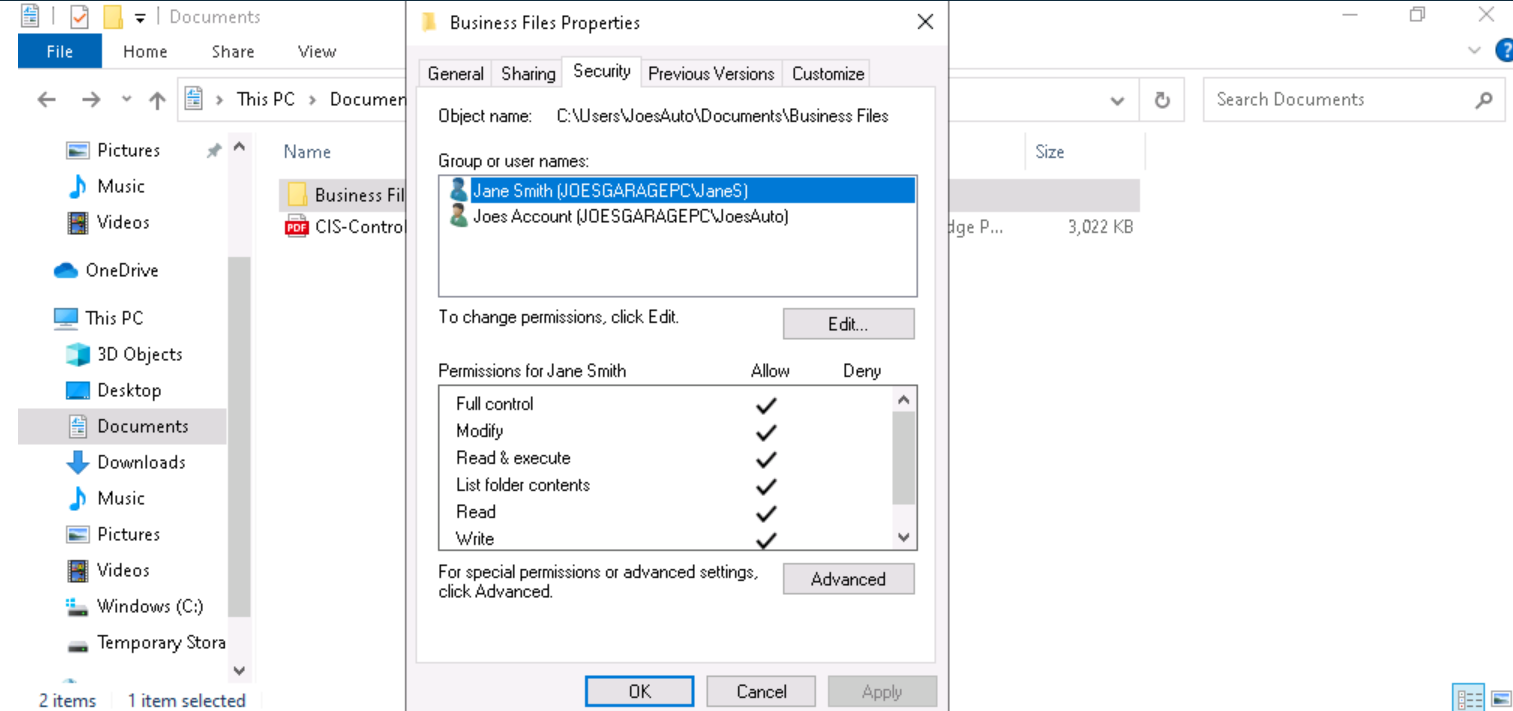 Documents
File Home Share View
This PC > Documen
Search Documents
Pictures
Music
Videos
OneDrive
This PC
3D Objects
Desktop
Documents
Downloads
Music
Pictures
Videos
Windows (C:)
Temporary Stora
2 items 1 item selected
Name
Size
Business Fil
CIS-Control
dge P...
3,022 KB
Business Files Properties
General Sharing Security Previous Versions Customize
Object name: C:\Users\JoesAuto\Documents\Business Files
Group or user names:
Jane Smith (JOESGARAGEPC\JaneS)
Joes Account (JOESGARAGEPC\JoesAuto)
To change permissions, click Edit.
Edit...
Permissions for Jane Smith Allow Deny
Full control
Modify
Read & execute
List folder contents
Read
Write
For special permissions or advanced settings,
click Advanced.
Advanced
OK Cancel Apply